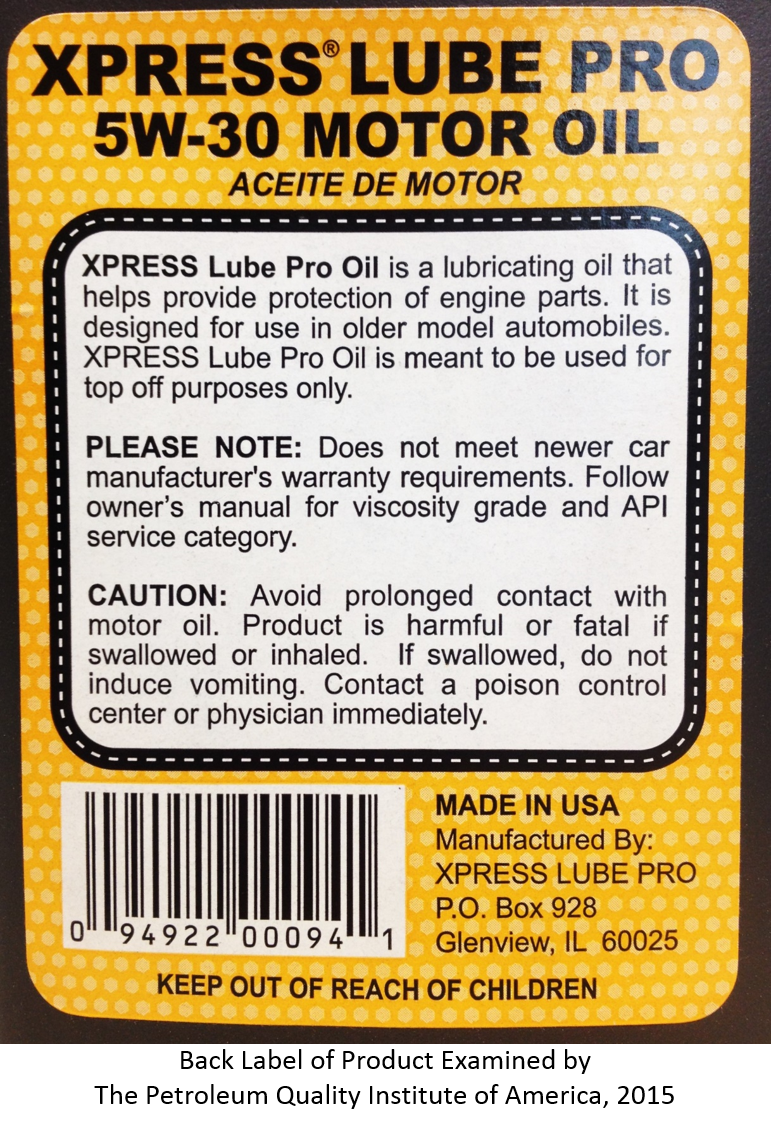 XPRESS® LUBE PRO
5W-30 MOTOR OIL
ACEITE DE MOTOR
XPRESS Lube Pro Oil is a lubricating oil that
helps provide protection of engine parts. It is
designed for use in older model automobiles.
XPRESS Lube Pro Oil is meant to be used for
top off purposes only.
PLEASE NOTE: Does not meet newer car
manufacturer's warranty requirements. Follow
owner's manual for viscosity grade and API
service category.
CAUTION: Avoid prolonged contact with
motor oil. Product is harmful or fatal if
swallowed or inhaled. If swallowed, do not
induce vomiting. Contact a poison control
center or physician immediately.
0 94922 00094 1
MADE IN USA
Manufactured By:
XPRESS LUBE PRO
P.O. Box 928
Glenview, IL 60025
KEEP OUT OF REACH OF CHILDREN
Back Label of Product Examined by
The Petroleum Quality Institute of America, 2015